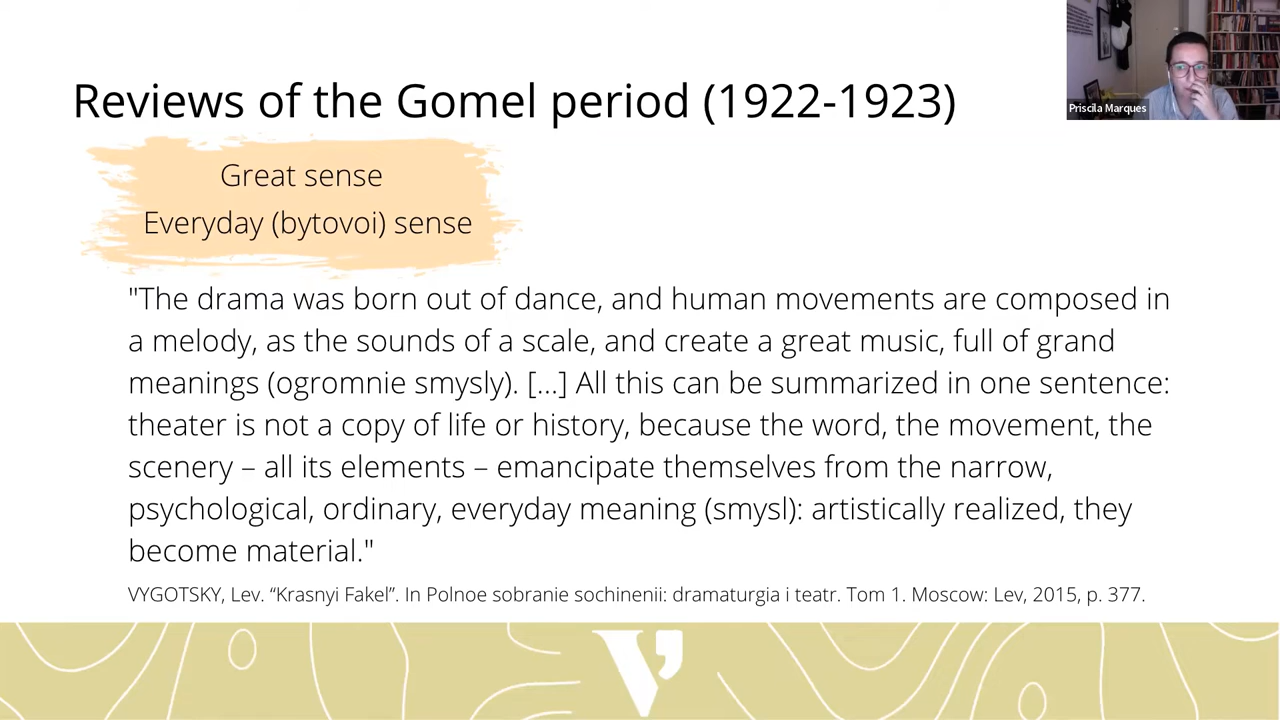 Reviews of the Gomel period (1922-1923)
Priscila Marques
Great sense
Everyday (bytovoi) sense
"The drama was born out of dance, and human movements are composed in
a melody, as the sounds of a scale, and create a great music, full of grand
meanings (ogromnie smysly). [...] All this can be summarized in one sentence:
theater is not a copy of life or history, because the word, the movement, the
scenery – all its elements – emancipate themselves from the narrow,
psychological, ordinary, everyday meaning (smysl): artistically realized, they
become material."
VYGOTSKY, Lev. “Krasnyi Fakel”. In Polnoe sobranie sochinenii: dramaturgia i teatr. Tom 1. Moscow: Lev, 2015, p. 377.